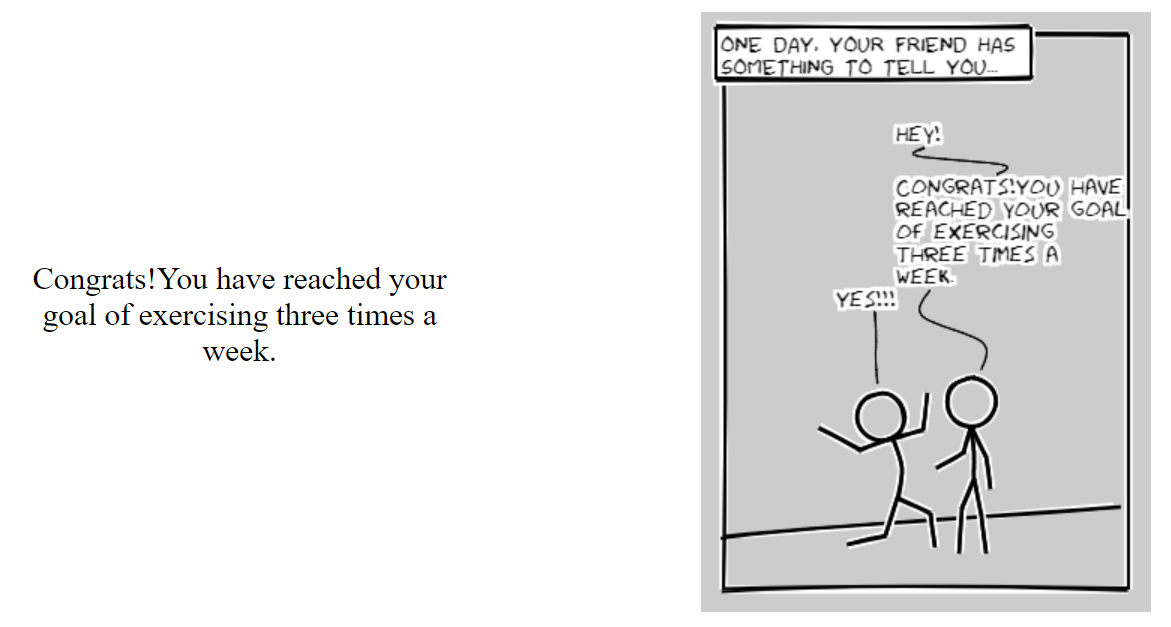 Congrats!You have reached your
goal of exercising three times a
week.
ONE DAY, YOUR FRIEND HAS
SOMETHING TO TELL YOU...
HEY!
CONGRATS!YOU HAVE
REACHED YOUR GOAL
OF EXERCISING
THREE TIMES A
WEEK.
YES!!!